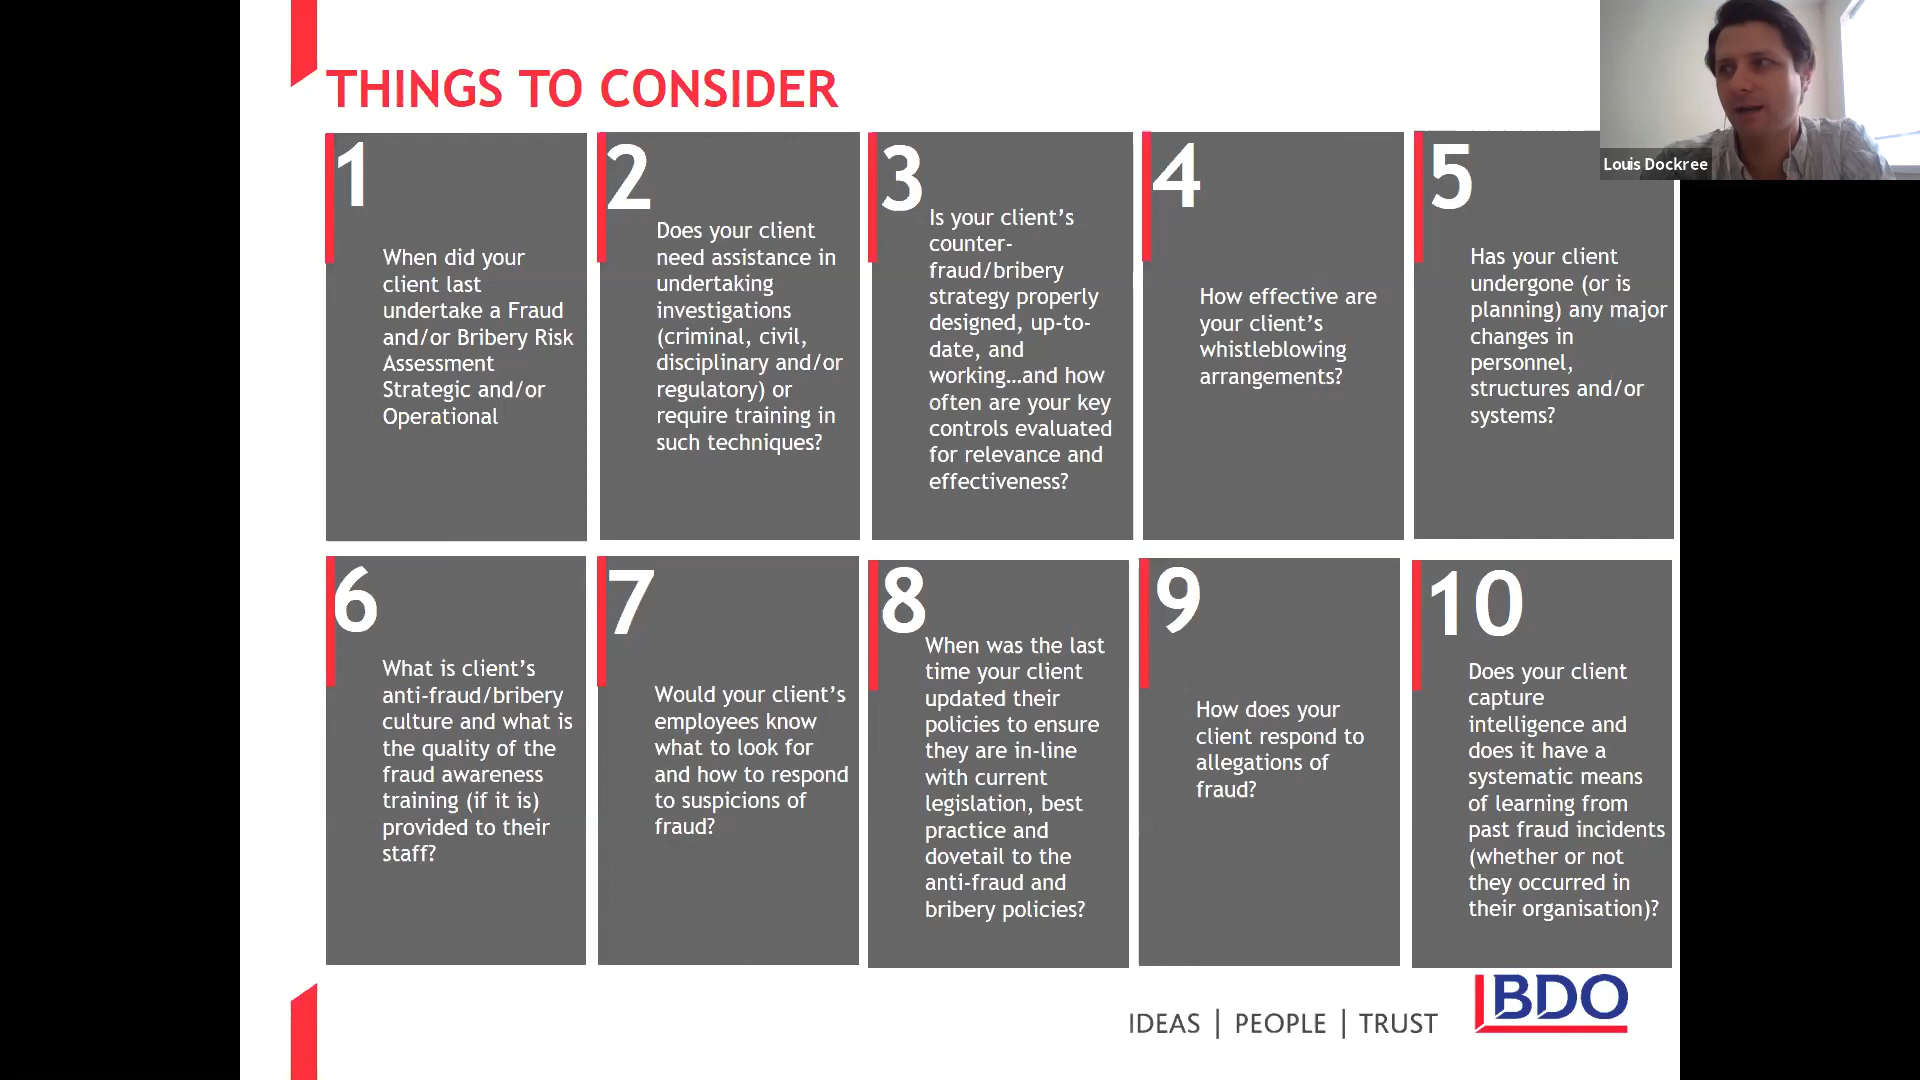 THINGS TO CONSIDER
Louis Dockree
1
When did your
client last
undertake a Fraud
and/or Bribery Risk
Assessment
Strategic and/or
Operational
2
Does your client
need assistance in
undertaking
investigations
(criminal, civil,
disciplinary and/or
regulatory) or
require training in
such techniques?
3
Is your client’s
counter-
fraud/bribery
strategy properly
designed, up-to-
date, and
working…and how
often are your key
controls evaluated
for relevance and
effectiveness?
4
How effective are
your client’s
whistleblowing
arrangements?
5
Has your client
undergone (or is
planning) any major
changes in
personnel,
structures and/or
systems?
6
What is client’s
anti-fraud/bribery
culture and what is
the quality of the
fraud awareness
training (if it is)
provided to their
staff?
7
Would your client’s
employees know
what to look for
and how to respond
to suspicions of
fraud?
8
When was the last
time your client
updated their
policies to ensure
they are in-line
with current
legislation, best
practice and
dovetail to the
anti-fraud and
bribery policies?
9
How does your
client respond to
allegations of
fraud?
10
Does your client
capture
intelligence and
does it have a
systematic means
of learning from
past fraud incidents
(whether or not
they occurred in
their organisation)?
IDEAS | PEOPLE | TRUST
BDO